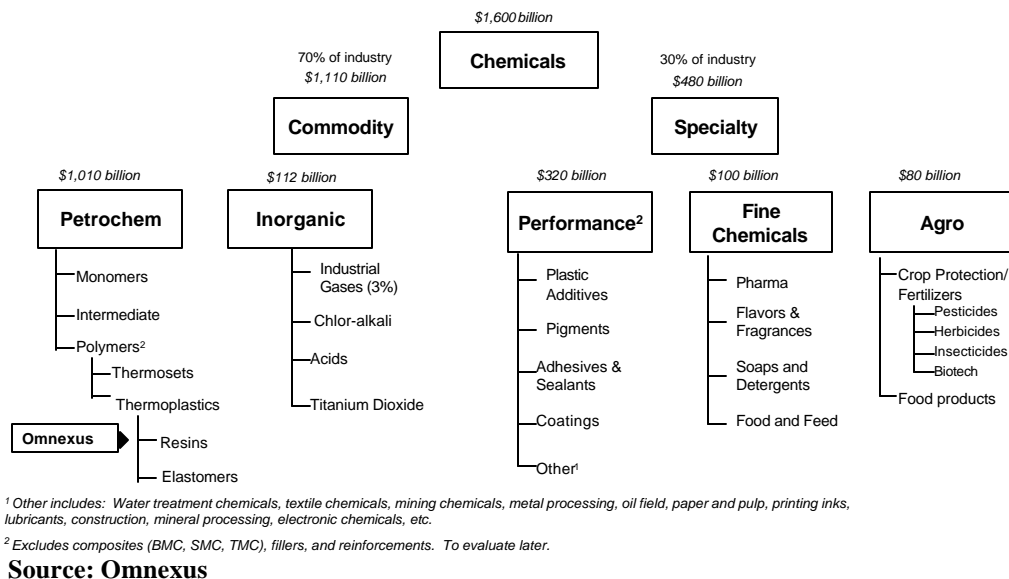 $1,600 billion
Chemicals
70% of industry
$1,110 billion
Commodity
30% of industry
$480 billion
Specialty
$1,010 billion
Petrochem
Monomers
Intermediate
Polymers²
Thermosets
Thermoplastics
Omnexus
Resins
Elastomers
$112 billion
Inorganic
Industrial
Gases (3%)
Chlor-alkali
Acids
Titanium Dioxide
$320 billion
Performance²
Plastic
Additives
Pigments
Adhesives &
Sealants
Coatings
Other¹
$100 billion
Fine
Chemicals
Pharma
Flavors &
Fragrances
Soaps and
Detergents
Food and Feed
$80 billion
Agro
Crop Protection/
Fertilizers
Pesticides
Herbicides
Insecticides
Biotech
Food products
¹ Other includes: Water treatment chemicals, textile chemicals, mining chemicals, metal processing, oil field, paper and pulp, printing inks,
lubricants, construction, mineral processing, electronic chemicals, etc.
² Excludes composites (BMC, SMC, TMC), fillers, and reinforcements. To evaluate later.
Source: Omnexus